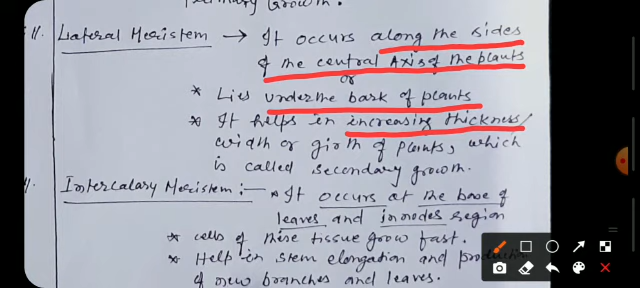 Primary Growth.
11. Lateral Meristem → It occurs along the sides
of the central Axis of the plants
or
* Lies under the bark of plants
* It helps in increasing thickness/
width or girth of plants, which
is called secondary growth.
Intercalary Meristem :— * It occurs at the base of
leaves and innodes region
* cells of these tissue grow fast.
* Help in stem elongation and production
of new branches and leaves.